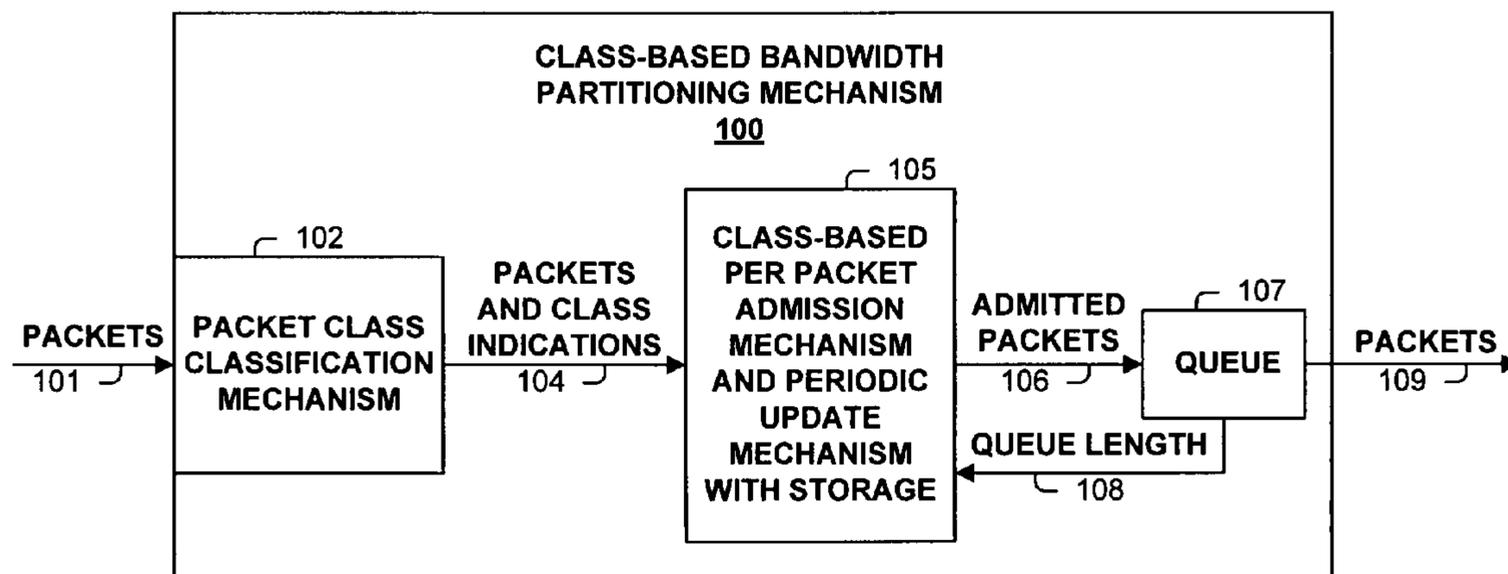 CLASS-BASED BANDWIDTH
PARTITIONING MECHANISM
100
PACKETS
101
102
PACKET CLASS
CLASSIFICATION
MECHANISM
PACKETS
AND CLASS
INDICATIONS
104
105
CLASS-BASED
PER PACKET
ADMISSION
MECHANISM
AND PERIODIC
UPDATE
MECHANISM
WITH STORAGE
ADMITTED
PACKETS
106
107
QUEUE
QUEUE LENGTH
108
PACKETS
109